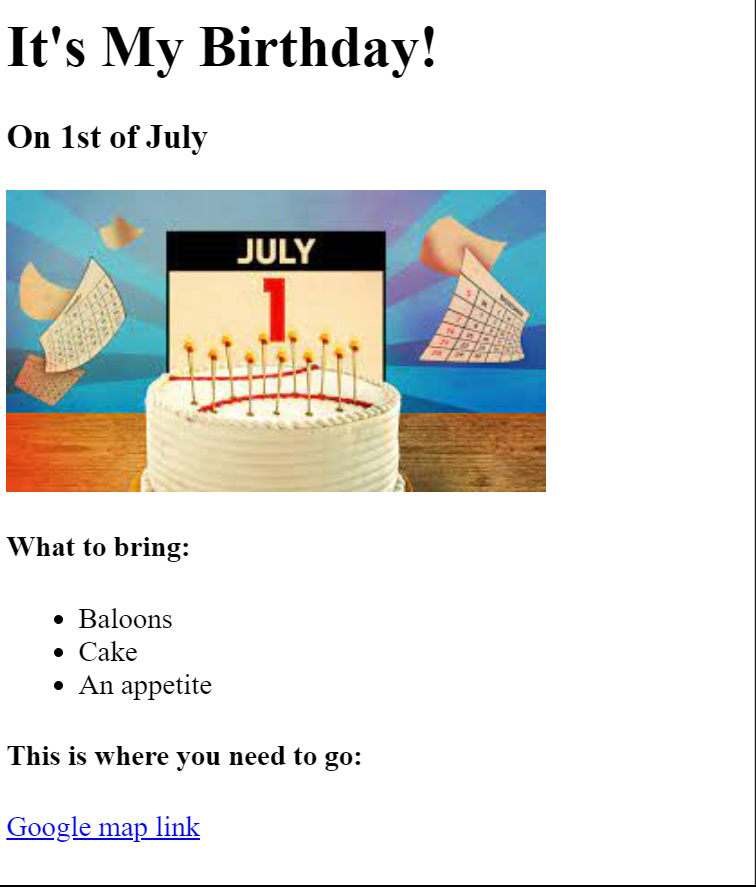 It's My Birthday!
On 1st of July
JULY
1
What to bring:
Baloons
Cake
An appetite
This is where you need to go:
Google map link